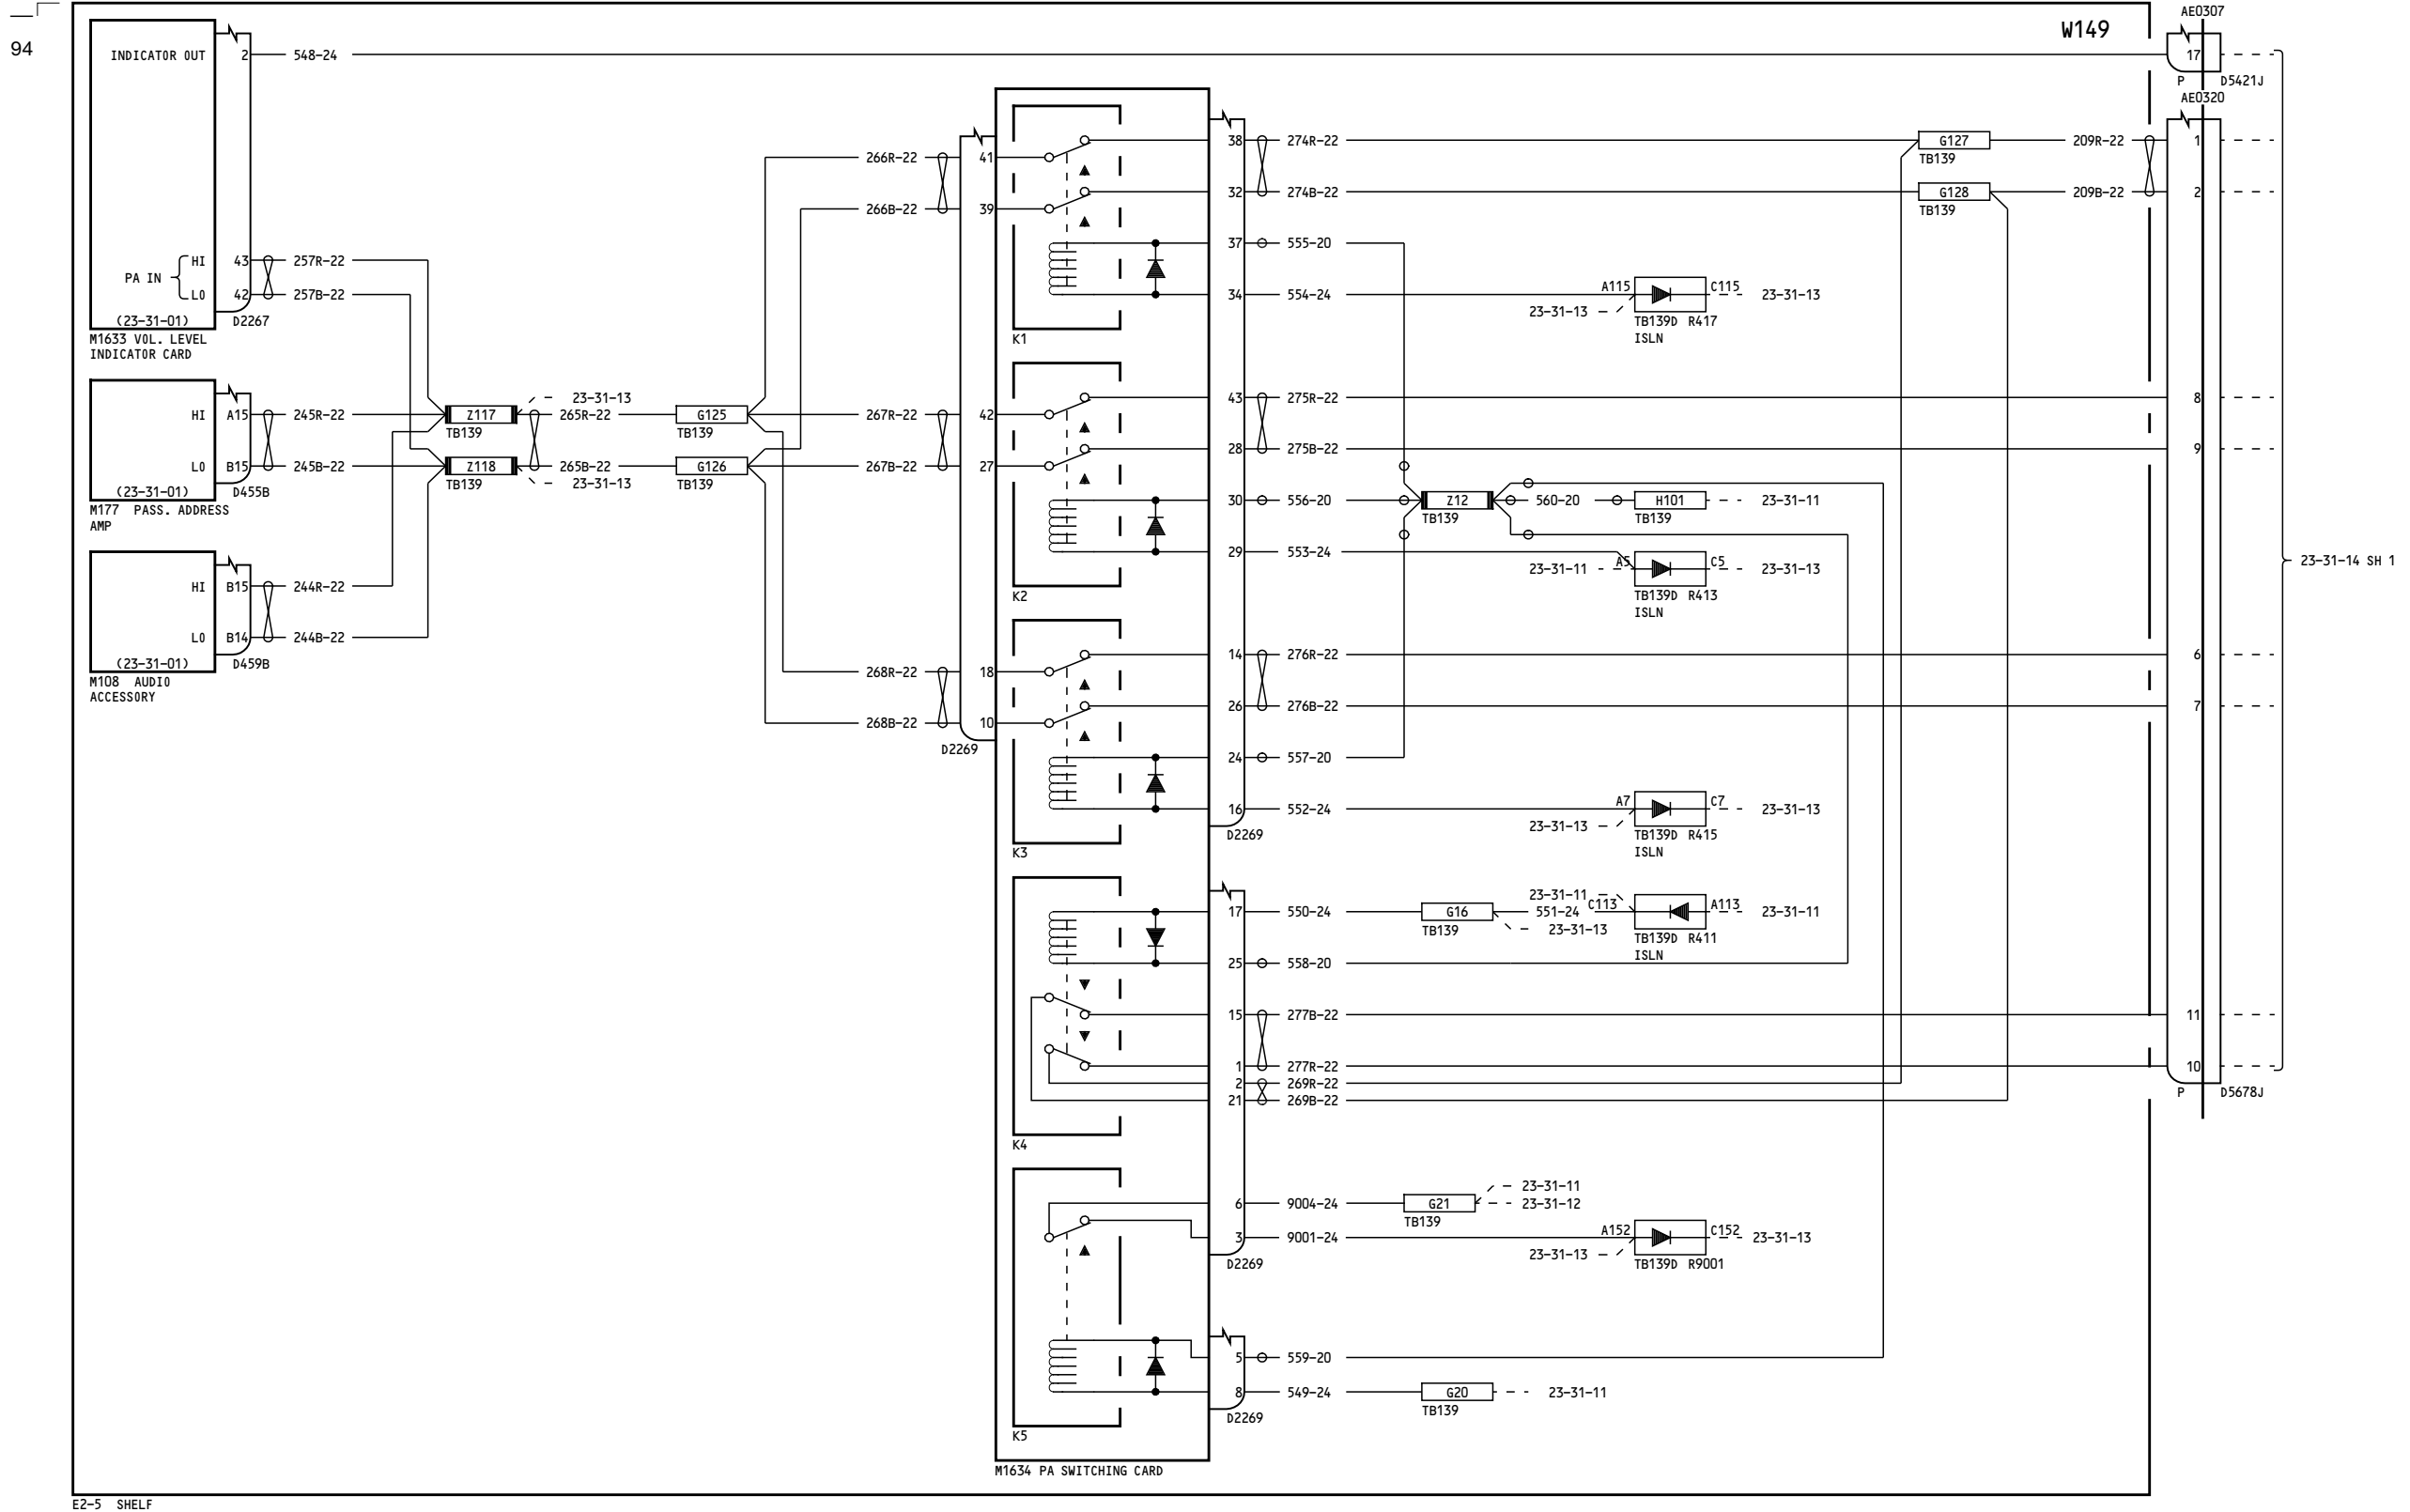 94
W149
AE0307
INDICATOR OUT 2 548-24
17
P D5421J
AE0320
HI 43 257R-22
PA IN
LO 42 257B-22
(23-31-01) D2267
M1633 VOL. LEVEL
INDICATOR CARD
HI A15 245R-22
LO B15 245B-22
(23-31-01) D455B
M177 PASS. ADDRESS
AMP
HI B15 244R-22
LO B14 244B-22
(23-31-01) D459B
M108 AUDIO
ACCESSORY
Z117
TB139
23-31-13
265R-22
G125
TB139
Z118
TB139
265B-22
23-31-13
G126
TB139
266R-22 41
266B-22 39
267R-22 42
267B-22 27
268R-22 18
268B-22 10
D2269
K1
K2
K3
K4
K5
M1634 PA SWITCHING CARD
38 274R-22
G127
TB139
209R-22 1
32 274B-22
G128
TB139
209B-22 2
37 555-20
34 554-24
A115 C115 23-31-13
23-31-13
TB139D R417
ISLN
43 275R-22 8
28 275B-22 9
30 556-20
Z12
TB139
560-20
H101
TB139
23-31-11
29 553-24
23-31-11 A5 C5 23-31-13
TB139D R413
ISLN
14 276R-22 6
26 276B-22 7
24 557-20
16 552-24
D2269
A7 C7 23-31-13
23-31-13
TB139D R415
ISLN
17 550-24
G16
TB139
23-31-11
551-24 C113 A113 23-31-11
23-31-13
TB139D R411
ISLN
25 558-20
15 277B-22 11
1 277R-22 10
2 269R-22
21 269B-22
P D5678J
6 9004-24
G21
TB139
23-31-11
23-31-12
3 9001-24
D2269
A152 C152 23-31-13
23-31-13
TB139D R9001
5 559-20
8 549-24
D2269
G20
TB139
23-31-11
23-31-14 SH 1
E2-5 SHELF